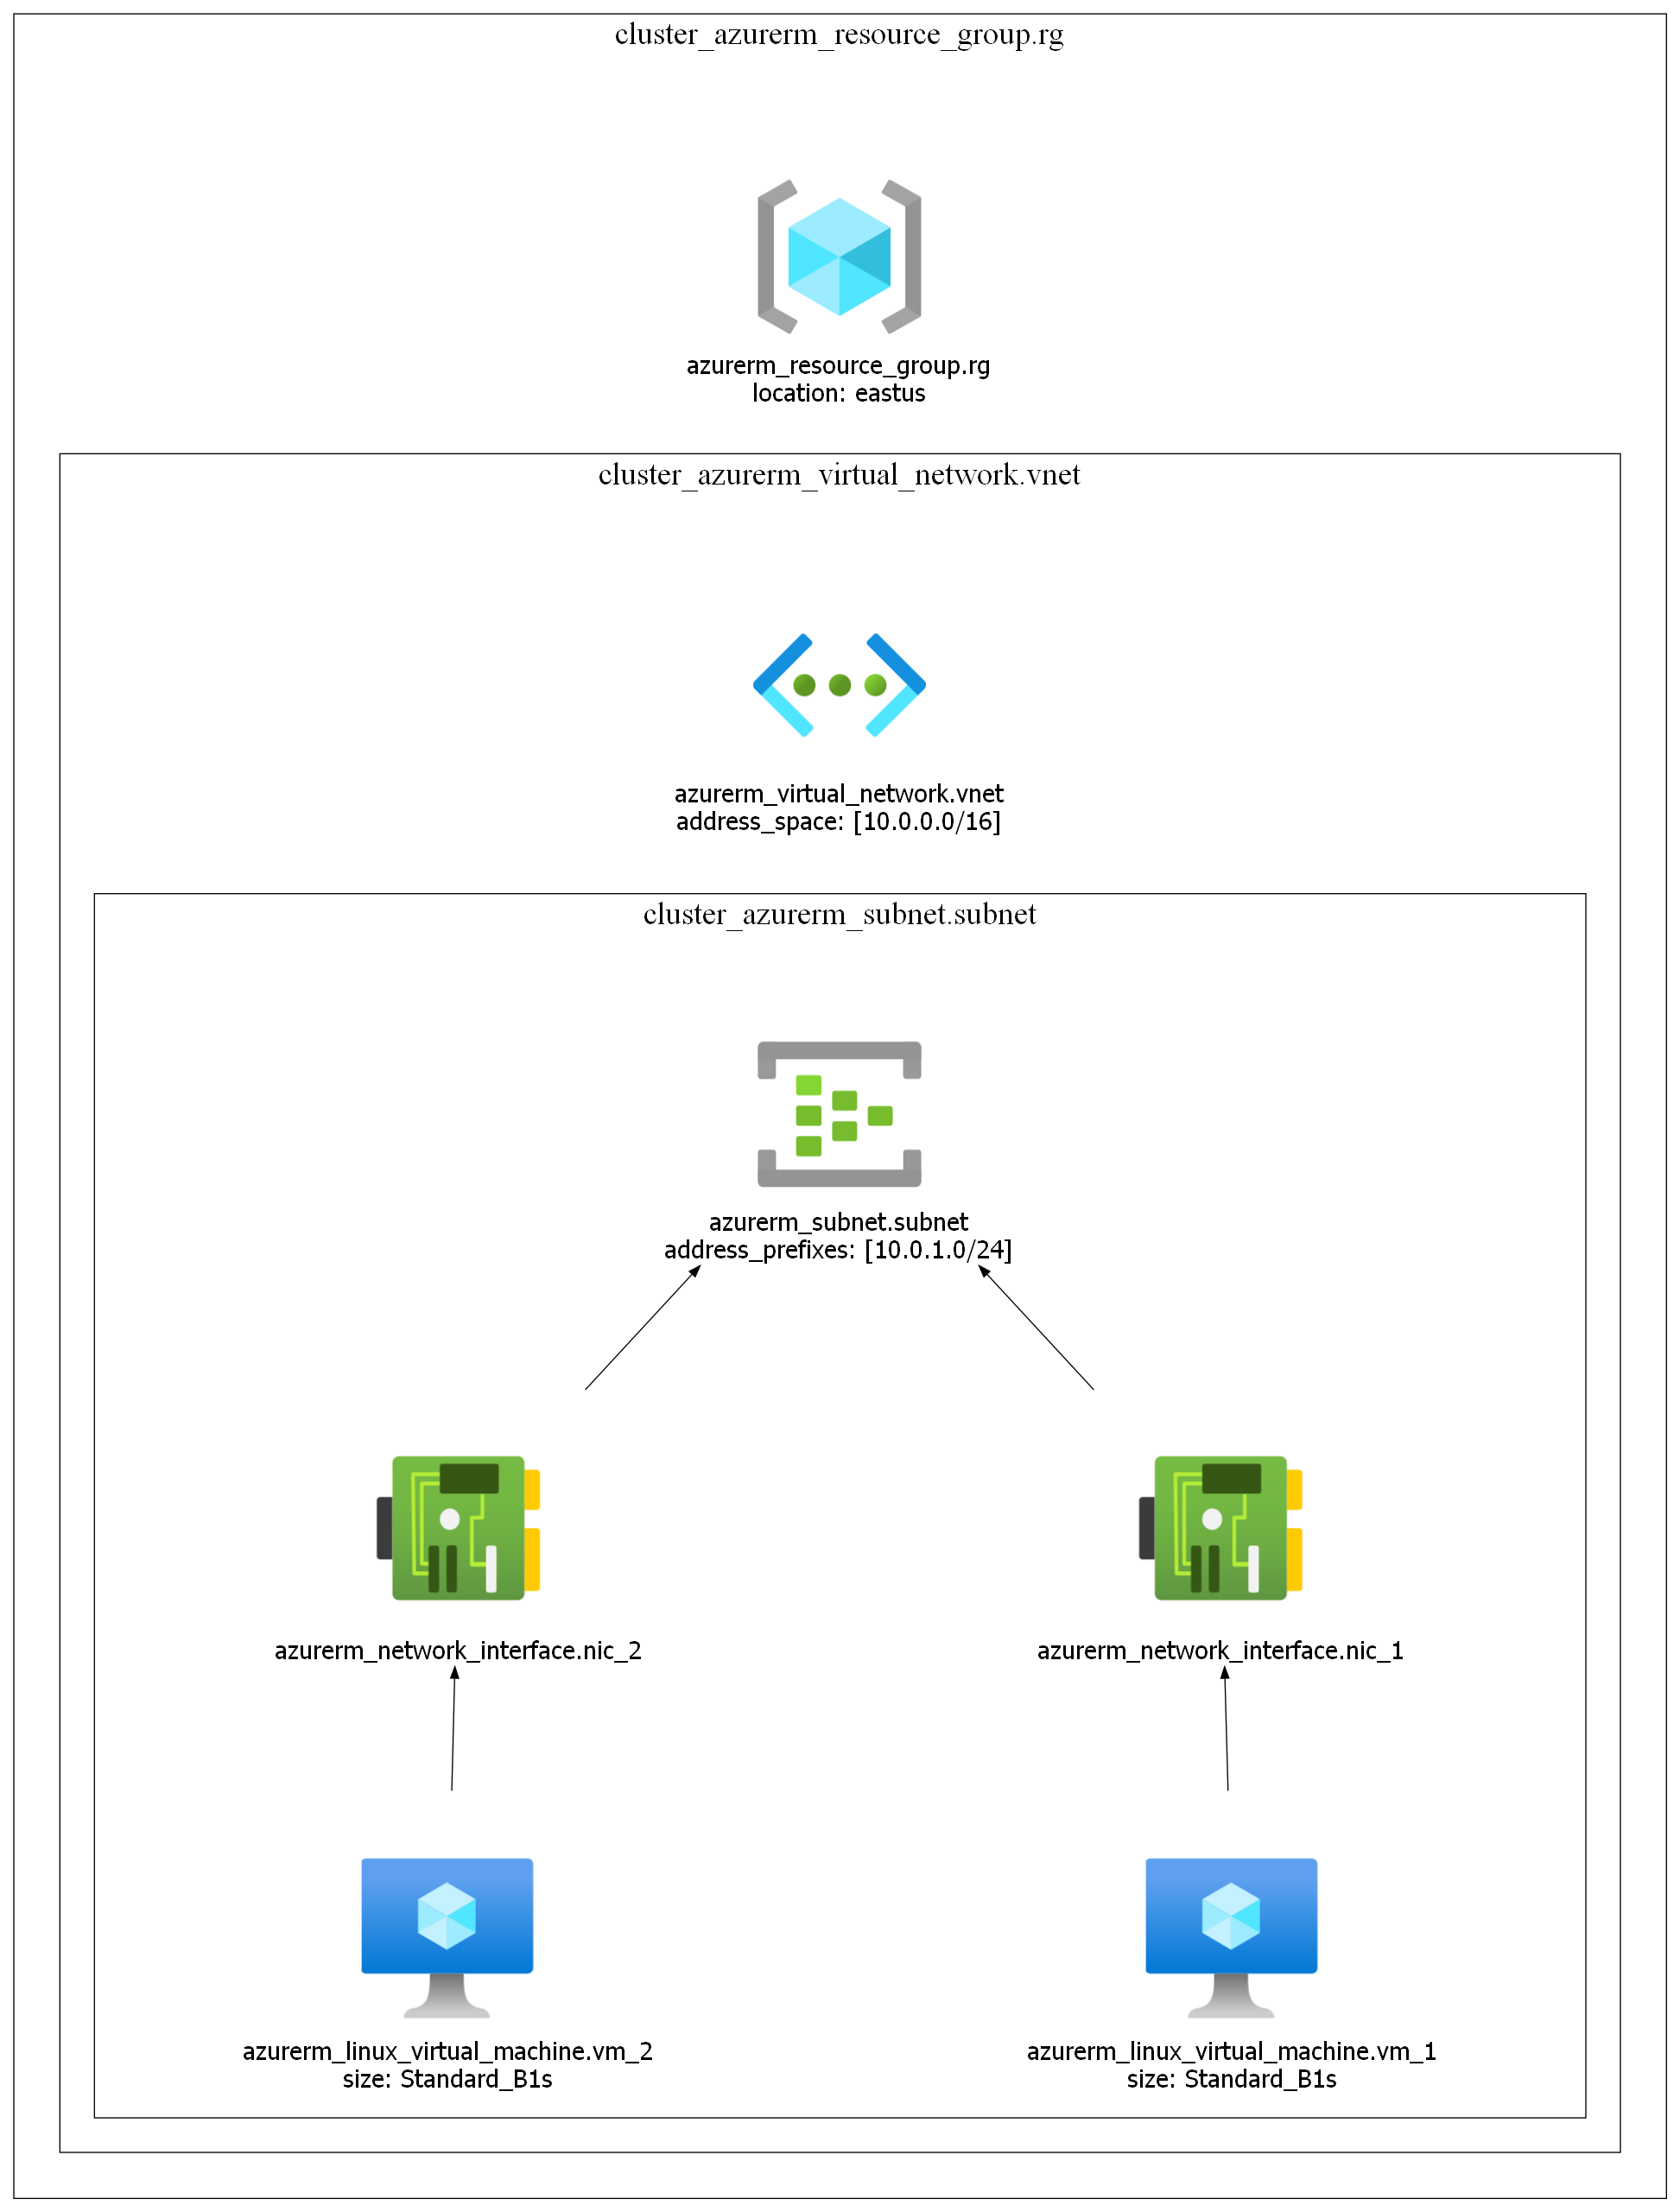 cluster_azurerm_resource_group.rg
azurerm_resource_group.rg
location: eastus
cluster_azurerm_virtual_network.vnet
azurerm_virtual_network.vnet
address_space: [10.0.0.0/16]
cluster_azurerm_subnet.subnet
azurerm_subnet.subnet
address_prefixes: [10.0.1.0/24]
azurerm_network_interface.nic_2
azurerm_network_interface.nic_1
azurerm_linux_virtual_machine.vm_2
size: Standard_B1s
azurerm_linux_virtual_machine.vm_1
size: Standard_B1s